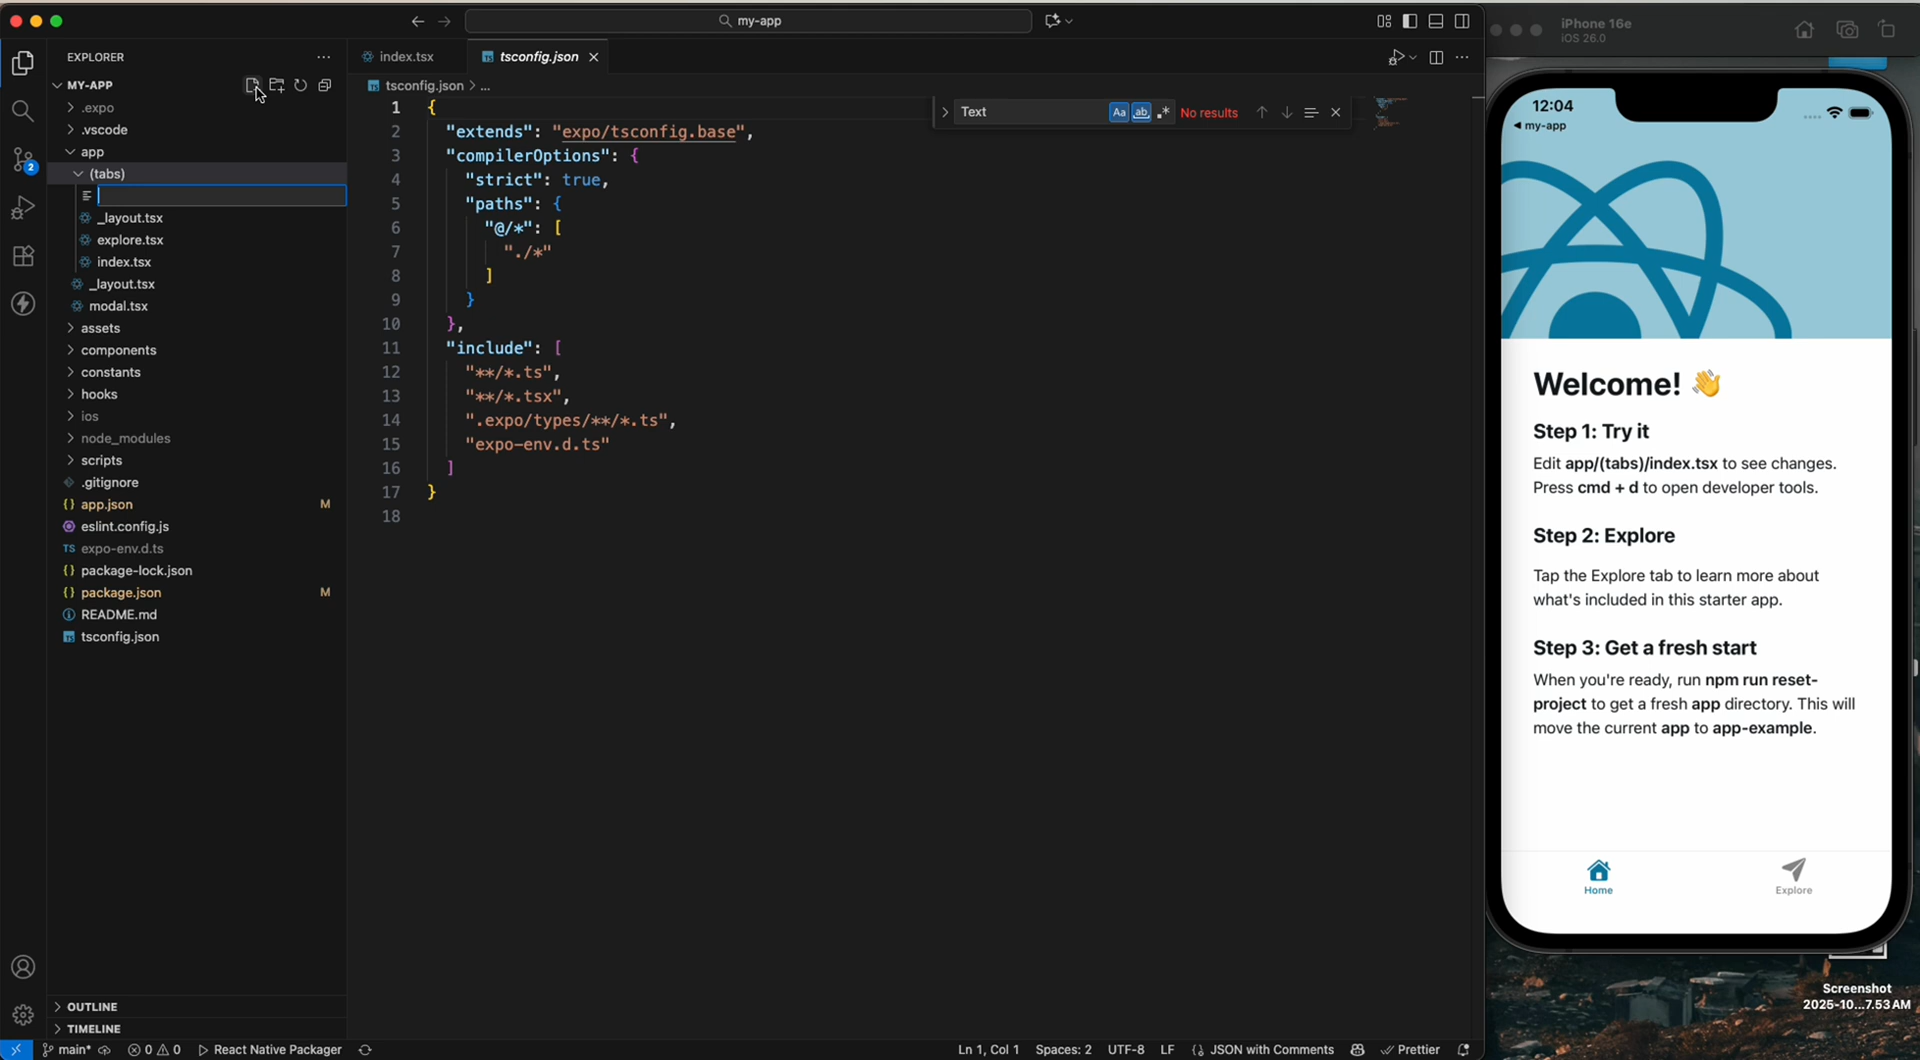 my-app
EXPLORER
MY-APP
.expo
.vscode
app
(tabs)
_layout.tsx
explore.tsx
index.tsx
_layout.tsx
modal.tsx
assets
components
constants
hooks
ios
node_modules
scripts
.gitignore
app.json M
eslint.config.js
TS expo-env.d.ts
package-lock.json
package.json M
README.md
tsconfig.json
OUTLINE
TIMELINE
2
index.tsx
tsconfig.json
tsconfig.json > ...
Text Aa ab .* No results
1 {
2 "extends": "expo/tsconfig.base",
3 "compilerOptions": {
4 "strict": true,
5 "paths": {
6 "@/*": [
7 "./*"
8 ]
9 }
10 },
11 "include": [
12 "**/*.ts",
13 "**/*.tsx",
14 ".expo/types/**/*.ts",
15 "expo-env.d.ts"
16 ]
17 }
18
main* 0 0 React Native Packager
Ln 1, Col 1 Spaces: 2 UTF-8 LF {} JSON with Comments Prettier
iPhone 16e
iOS 26.0
12:04
my-app
Welcome! 👋
Step 1: Try it
Edit app/(tabs)/index.tsx to see changes.
Press cmd + d to open developer tools.
Step 2: Explore
Tap the Explore tab to learn more about
what's included in this starter app.
Step 3: Get a fresh start
When you're ready, run npm run reset-
project to get a fresh app directory. This will
move the current app to app-example.
Home
Explore
Screenshot
2025-10...7.53 AM